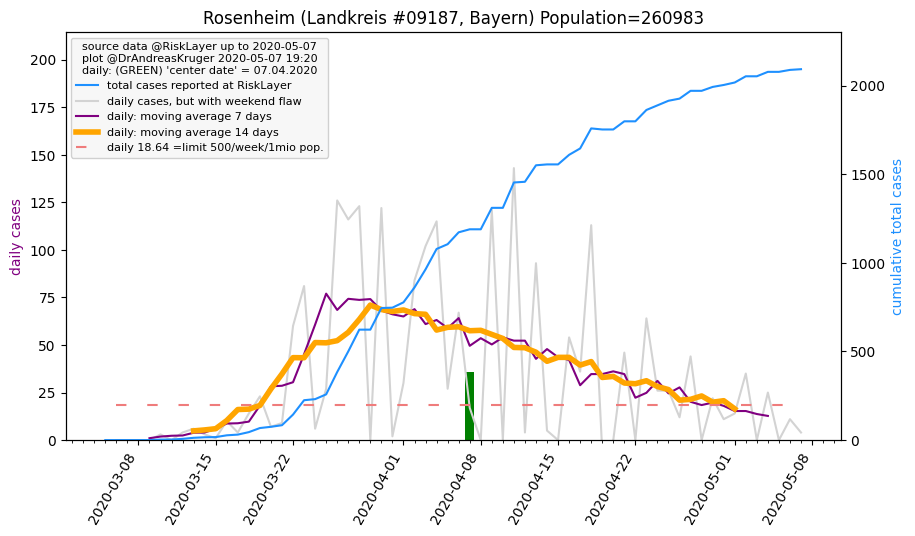 Rosenheim (Landkreis #09187, Bayern) Population=260983
source data @RiskLayer up to 2020-05-07
plot @DrAndreasKruger 2020-05-07 19:20
daily: (GREEN) 'center date' = 07.04.2020
total cases reported at RiskLayer
daily cases, but with weekend flaw
daily: moving average 7 days
daily: moving average 14 days
daily 18.64 =limit 500/week/1mio pop.
daily cases
200
175
150
125
100
75
50
25
0
cumulative total cases
2000
1500
1000
500
0
2020-03-08
2020-03-15
2020-03-22
2020-04-01
2020-04-08
2020-04-15
2020-04-22
2020-05-01
2020-05-08